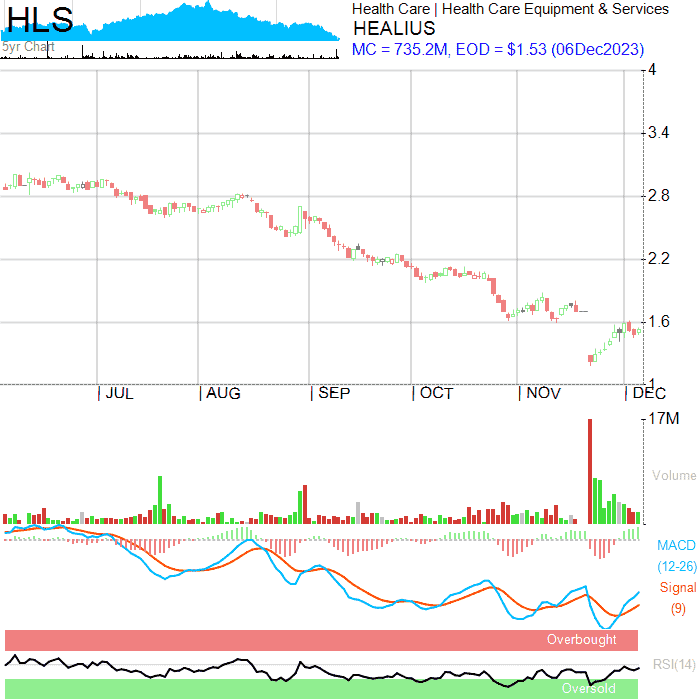 HLS
Health Care | Health Care Equipment & Services
HEALIUS
5yr Chart
MC = 735.2M, EOD = $1.53 (06Dec2023)
4
3.4
2.8
2.2
1.6
1
JUL AUG SEP OCT NOV DEC
17M
Volume
MACD
(12-26)
Signal
(9)
Overbought
RSI(14)
Oversold